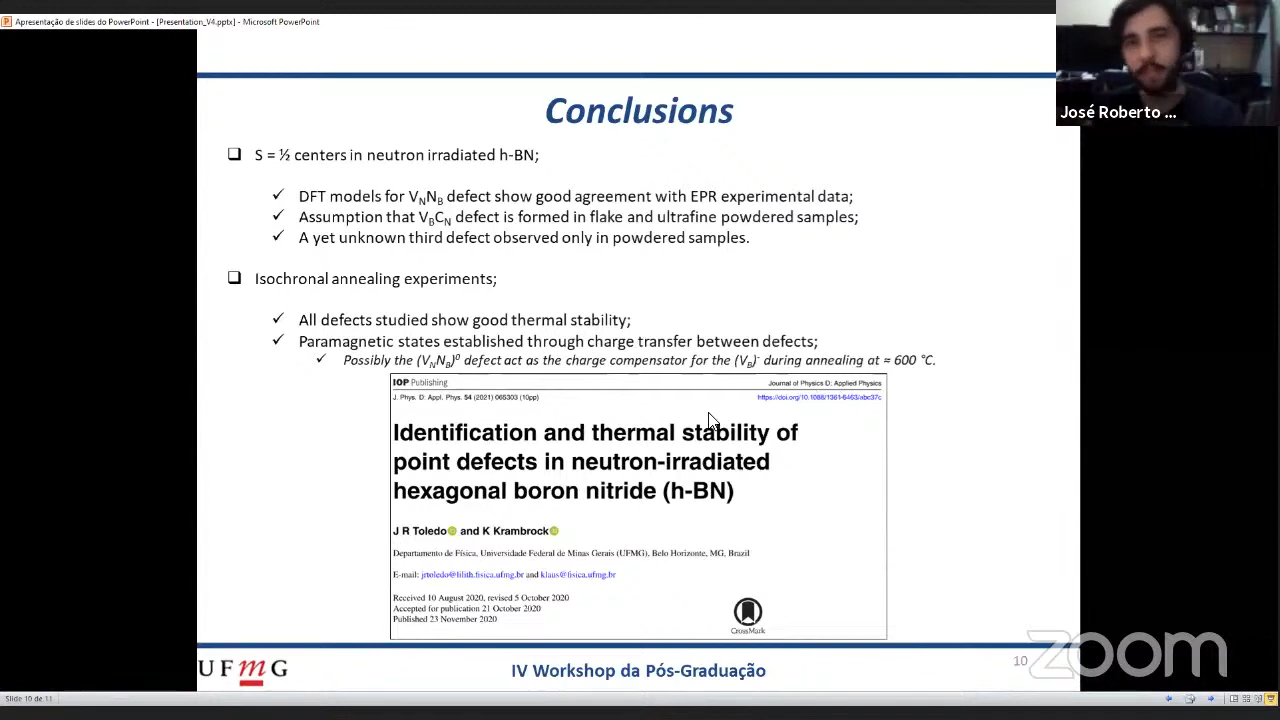 Apresentação de slides do PowerPoint - [Presentation_V4.pptx] - Microsoft PowerPoint
José Roberto ...
Conclusions
S = ½ centers in neutron irradiated h-BN;
DFT models for VNNB defect show good agreement with EPR experimental data;
Assumption that VBCN defect is formed in flake and ultrafine powdered samples;
A yet unknown third defect observed only in powdered samples.
Isochronal annealing experiments;
All defects studied show good thermal stability;
Paramagnetic states established through charge transfer between defects;
Possibly the (VNNB)⁰ defect act as the charge compensator for the (VB)⁻ during annealing at ≈ 600 °C.
IOP Publishing
Journal of Physics D: Applied Physics
J. Phys. D: Appl. Phys. 54 (2021) 065303 (10pp)
https://doi.org/10.1088/1361-6463/abc37c
Identification and thermal stability of
point defects in neutron-irradiated
hexagonal boron nitride (h-BN)
J R Toledo and K Krambrock
Departamento de Física, Universidade Federal de Minas Gerais (UFMG), Belo Horizonte, MG, Brazil
E-mail: jrtoledo@lilith.fisica.ufmg.br and klaus@fisica.ufmg.br
Received 10 August 2020, revised 5 October 2020
Accepted for publication 21 October 2020
Published 23 November 2020
CrossMark
UFmG
IV Workshop da Pós-Graduação
10
zoom
Slide 10 de 11